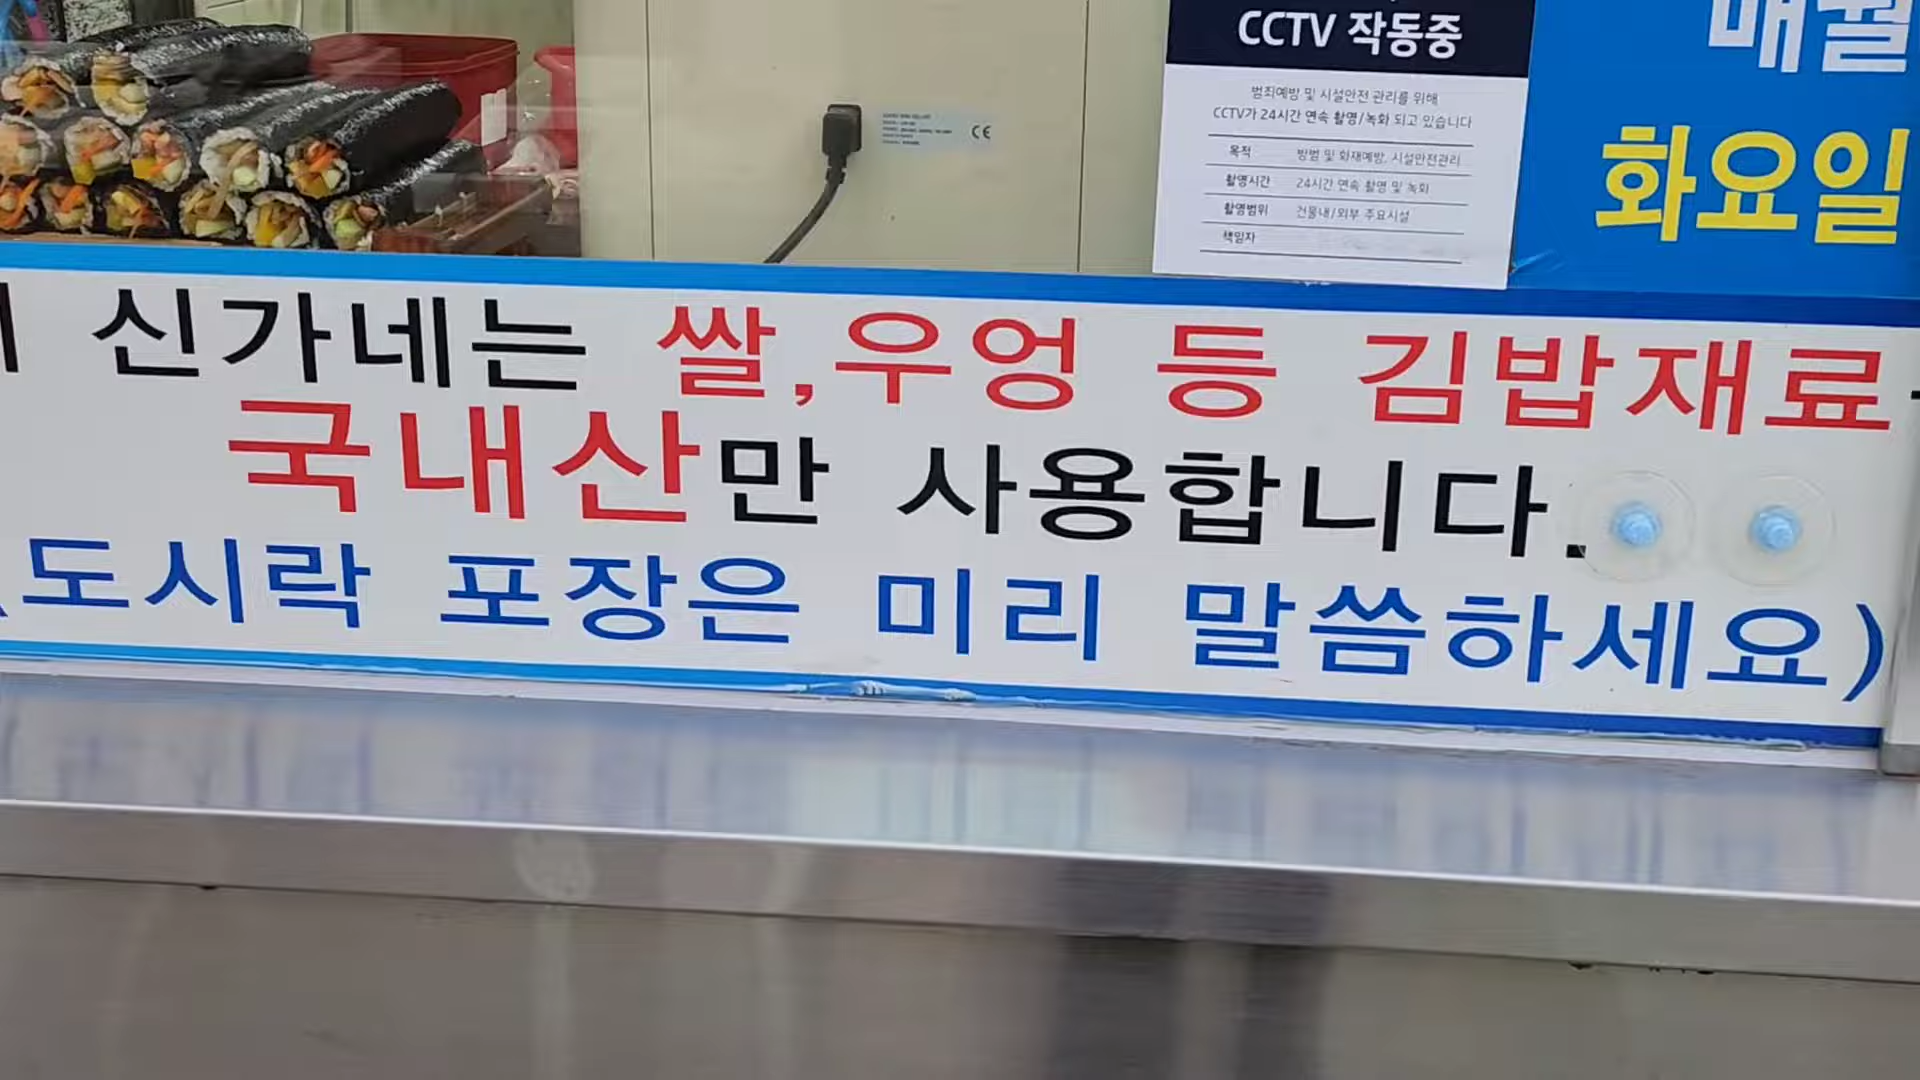 CCTV 작동중
범죄예방 및 시설안전 관리를 위해
CCTV가 24시간 연속 촬영/녹화 되고 있습니다
목적 방범 및 화재예방, 시설안전관리
촬영시간 24시간 연속 촬영 및 녹화
촬영범위 건물내/외부 주요시설
책임자
매월
화요일
CE
신가네는 쌀,우엉 등 김밥재료
국내산만 사용합니다.
(도시락 포장은 미리 말씀하세요)